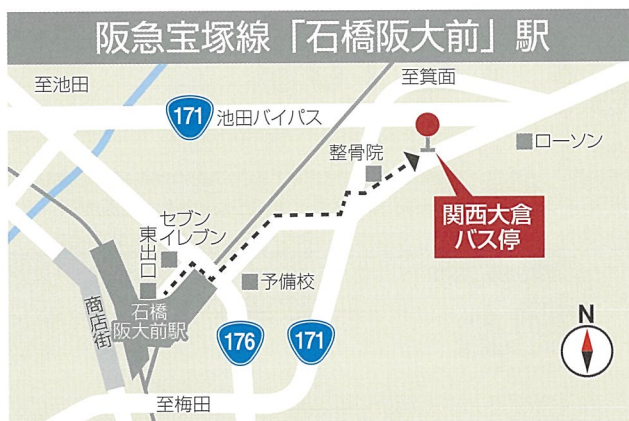 阪急宝塚線「石橋阪大前」駅
至池田
至箕面
171
池田バイパス
整骨院
ローソン
関西大倉
バス停
セブン
イレブン
東出口
予備校
石橋
阪大前駅
商店街
176
171
N
至梅田